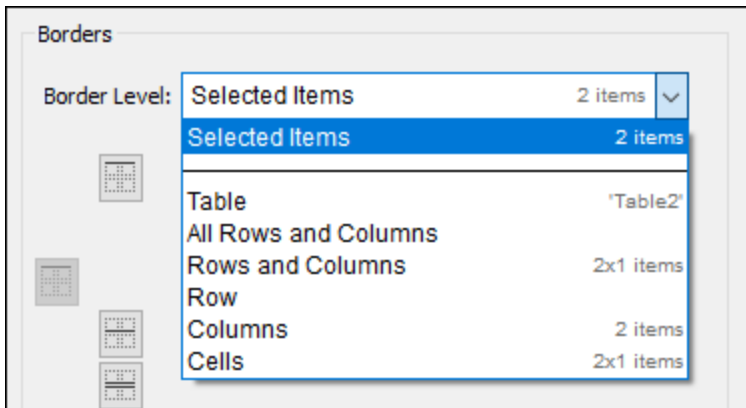 Borders
Border Level: Selected Items 2 items
Selected Items 2 items
Table "Table2"
All Rows and Columns
Rows and Columns 2x1 items
Row
Columns 2 items
Cells 2x1 items